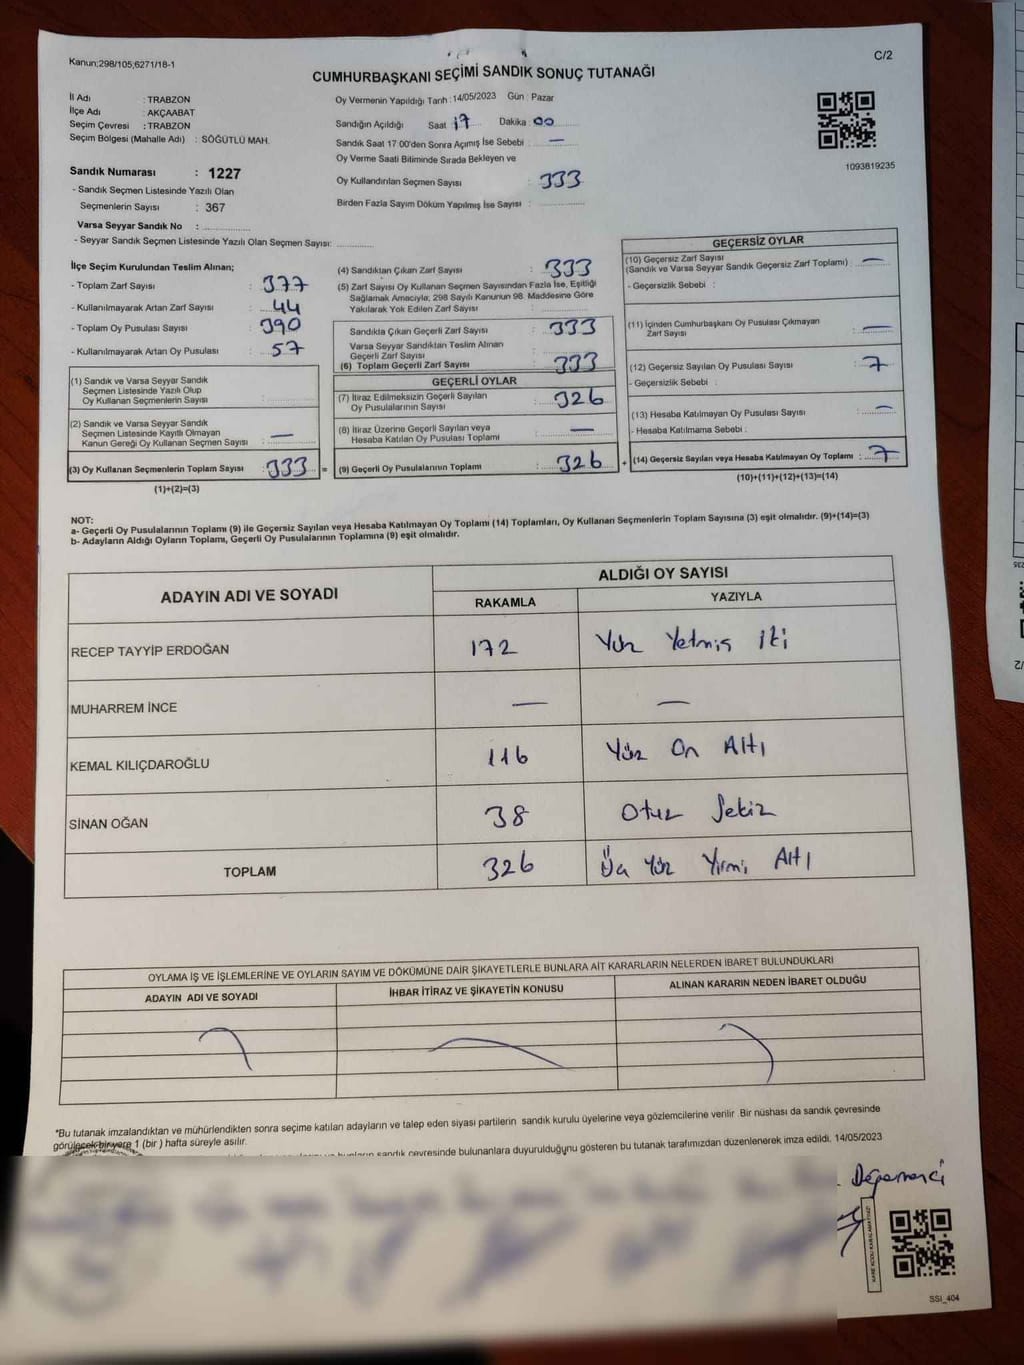 Kanun;298/105;6271/18-1
C/2
CUMHURBAŞKANI SEÇİMİ SANDIK SONUÇ TUTANAĞI
İl Adı : TRABZON
İlçe Adı : AKÇAABAT
Seçim Çevresi : TRABZON
Seçim Bölgesi (Mahalle Adı) : SÖĞÜTLÜ MAH.
Sandık Numarası : 1227
- Sandık Seçmen Listesinde Yazılı Olan
Seçmenlerin Sayısı : 367
Varsa Seyyar Sandık No :
- Seyyar Sandık Seçmen Listesinde Yazılı Olan Seçmen Sayısı:
Oy Vermenin Yapıldığı Tarih : 14/05/2023 Gün : Pazar
Sandığın Açıldığı Saat 17 Dakika : 00
Sandık Saat 17 00'den Sonra Açımış İse Sebebi : —
Oy Verme Saati Bitiminde Sırada Bekleyen ve
Oy Kullandırılan Seçmen Sayısı : 333
Birden Fazla Sayım Döküm Yapılmış İse Sayısı :
1093819235
İlçe Seçim Kurulundan Teslim Alınan;
- Toplam Zarf Sayısı : 377
- Kullanılmayarak Artan Zarf Sayısı : 44
- Toplam Oy Pusulası Sayısı : 390
- Kullanılmayarak Artan Oy Pusulası : 57
(1) Sandık ve Varsa Seyyar Sandık
Seçmen Listesinde Yazılı Olup
Oy Kullanan Seçmenlerin Sayısı :
(2) Sandık ve Varsa Seyyar Sandık
Seçmen Listesinde Kayıtlı Olmayan
Kanun Gereği Oy Kullanan Seçmen Sayısı : —
(3) Oy Kullanan Seçmenlerin Toplam Sayısı : 333 =
(1)+(2)=(3)
(4) Sandıktan Çıkan Zarf Sayısı : 333
(5) Zarf Sayısı Oy Kullanan Seçmen Sayısından Fazla İse, Eşitliği
Sağlamak Amacıyla; 298 Sayılı Kanunun 98. Maddesine Göre
Yakılarak Yok Edilen Zarf Sayısı :
Sandıkta Çıkan Geçerli Zarf Sayısı : 333
Varsa Seyyar Sandıktan Teslim Alınan
Geçerli Zarf Sayısı :
(6) Toplam Geçerli Zarf Sayısı : 333
GEÇERLİ OYLAR
(7) İtiraz Edilmeksizin Geçerli Sayılan
Oy Pusulalarının Sayısı : 326
(8) İtiraz Üzerine Geçerli Sayılan veya
Hesaba Katılan Oy Pusulası Toplamı : —
(9) Geçerli Oy Pusulalarının Toplamı : 326 +
GEÇERSİZ OYLAR
(10) Geçersiz Zarf Sayısı
(Sandık ve Varsa Seyyar Sandık Geçersiz Zarf Toplamı) : —
- Geçersizlik Sebebi :
(11) İçinden Cumhurbaşkanı Oy Pusulası Çıkmayan
Zarf Sayısı : —
(12) Geçersiz Sayılan Oy Pusulası Sayısı : 7
- Geçersizlik Sebebi :
(13) Hesaba Katılmayan Oy Pusulası Sayısı : —
- Hesaba Katılmama Sebebi :
(14) Geçersiz Sayılan veya Hesaba Katılmayan Oy Toplamı : 7
(10)+(11)+(12)+(13)=(14)
NOT:
a- Geçerli Oy Pusulalarının Toplamı (9) ile Geçersiz Sayılan veya Hesaba Katılmayan Oy Toplamı (14) Toplamları, Oy Kullanan Seçmenlerin Toplam Sayısına (3) eşit olmalıdır. (9)+(14)=(3)
b- Adayların Aldığı Oyların Toplamı, Geçerli Oy Pusulalarının Toplamına (9) eşit olmalıdır.
ADAYIN ADI VE SOYADI
ALDIĞI OY SAYISI
RAKAMLA YAZIYLA
RECEP TAYYİP ERDOĞAN 172 Yüz Yetmiş İki
MUHARREM İNCE — —
KEMAL KILIÇDAROĞLU 116 Yüz On Altı
SİNAN OĞAN 38 Otuz Sekiz
TOPLAM 326 Üç Yüz Yirmi Altı
OYLAMA İŞ VE İŞLEMLERİNE VE OYLARIN SAYIM VE DÖKÜMÜNE DAİR ŞİKAYETLERLE BUNLARA AİT KARARLARIN NELERDEN İBARET BULUNDUKLARI
ADAYIN ADI VE SOYADI İHBAR İTİRAZ VE ŞİKAYETİN KONUSU ALINAN KARARIN NEDEN İBARET OLDUĞU
*Bu tutanak imzalandıktan ve mühürlendikten sonra seçime katılan adayların ve talep eden siyasi partilerin sandık kurulu üyelerine veya gözlemcilerine verilir .Bir nüshası da sandık çevresinde
görülecek bir yere 1 (bir ) hafta süreyle asılır.
sandık çevresinde bulunanlara duyurulduğunu gösteren bu tutanak tarafımızdan düzenlenerek imza edildi. 14/05/2023
Değermenci
KARE KODU KARALAMAYINIZ!
SSI_404